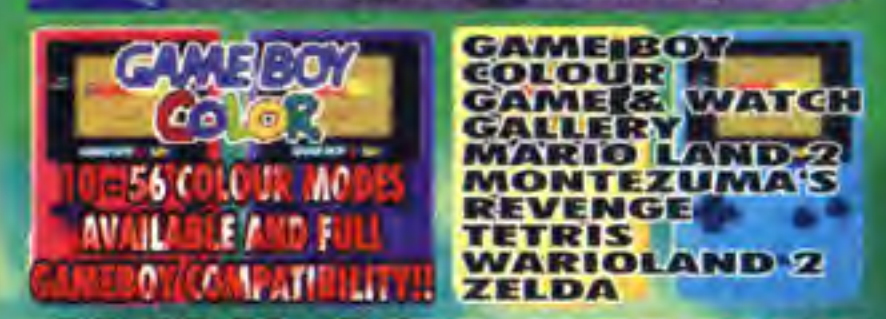 GAME BOY
COLOR
10-56 COLOUR MODES
AVAILABLE AND FULL
GAMEBOY COMPATIBILITY!!
GAME BOY
COLOUR
GAME & WATCH
GALLERY
MARIO LAND 2
MONTEZUMA'S
REVENGE
TETRIS
WARIOLAND 2
ZELDA